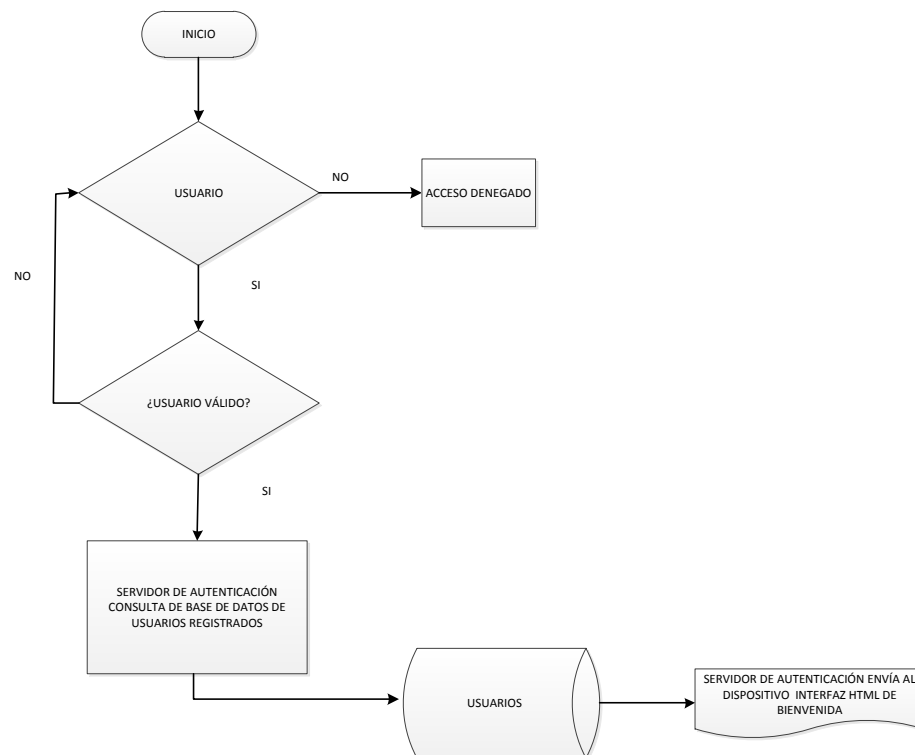 INICIO
USUARIO
NO
ACCESO DENEGADO
NO
SI
¿USUARIO VÁLIDO?
SI
SERVIDOR DE AUTENTICACIÓN
CONSULTA DE BASE DE DATOS DE
USUARIOS REGISTRADOS
USUARIOS
SERVIDOR DE AUTENTICACIÓN ENVÍA AL
DISPOSITIVO INTERFAZ HTML DE
BIENVENIDA